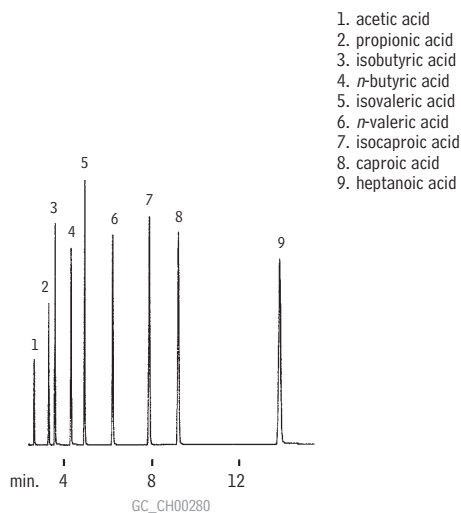 1. acetic acid
2. propionic acid
3. isobutyric acid
4. n-butyric acid
5. isovaleric acid
6. n-valeric acid
7. isocaproic acid
8. caproic acid
9. heptanoic acid
5
3
7
4
6
8
9
2
1
min. 4 8 12
GC_CH00280